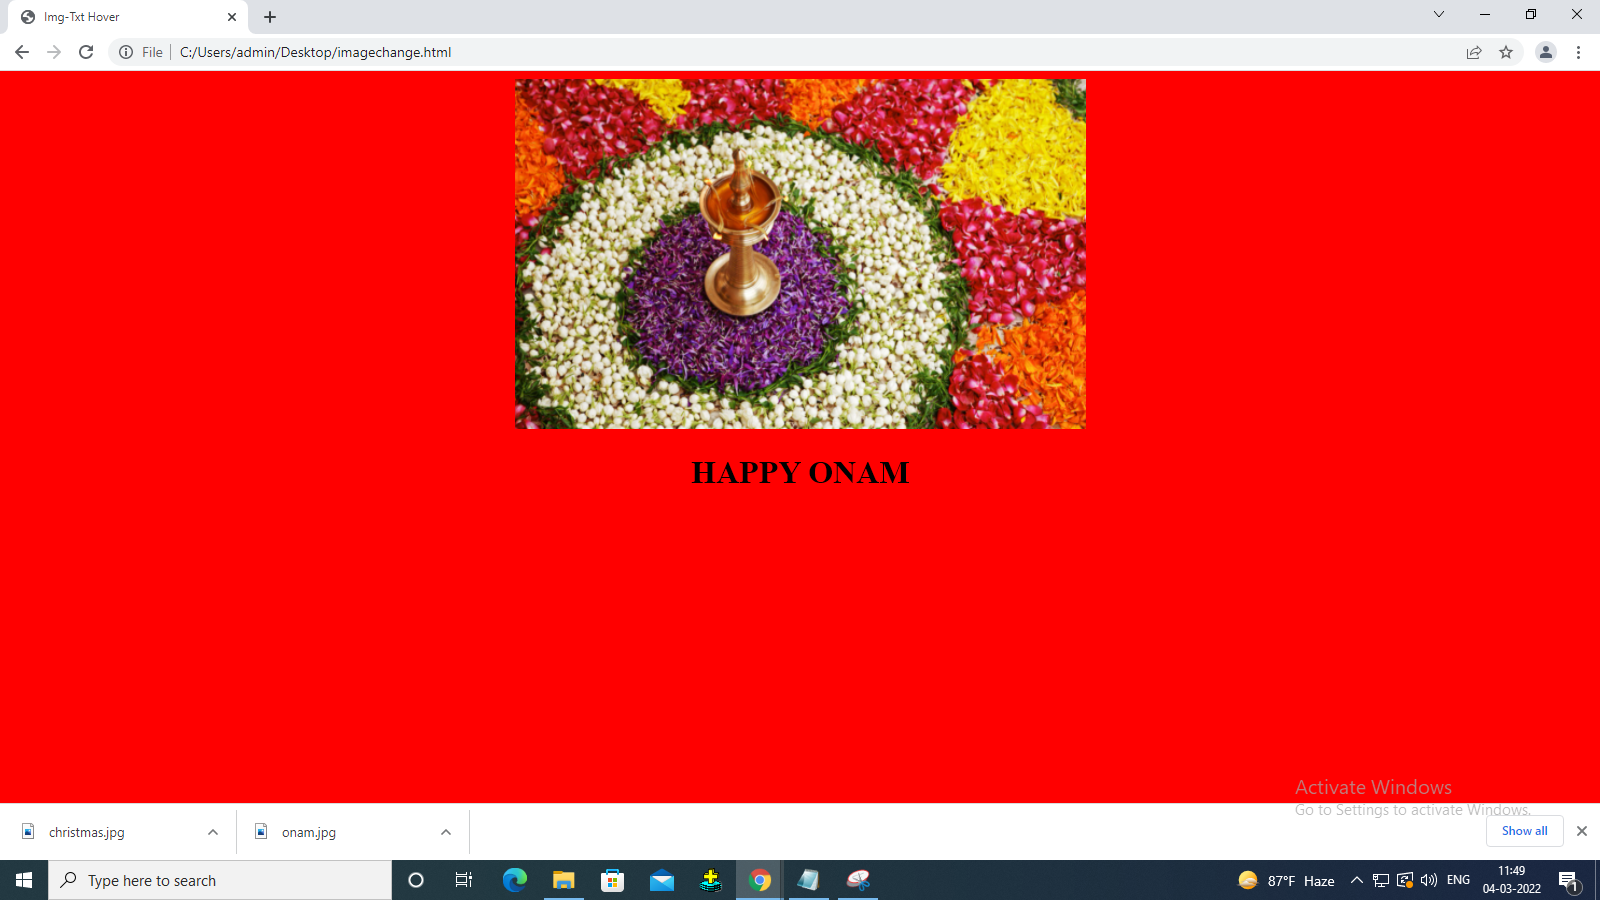 Img-Txt Hover
File
C:/Users/admin/Desktop/imagechange.html
HAPPY ONAM
Activate Windows
Go to Settings to activate Windows.
christmas.jpg
onam.jpg
Show all
Type here to search
87°F Haze
ENG
11:49
04-03-2022
1